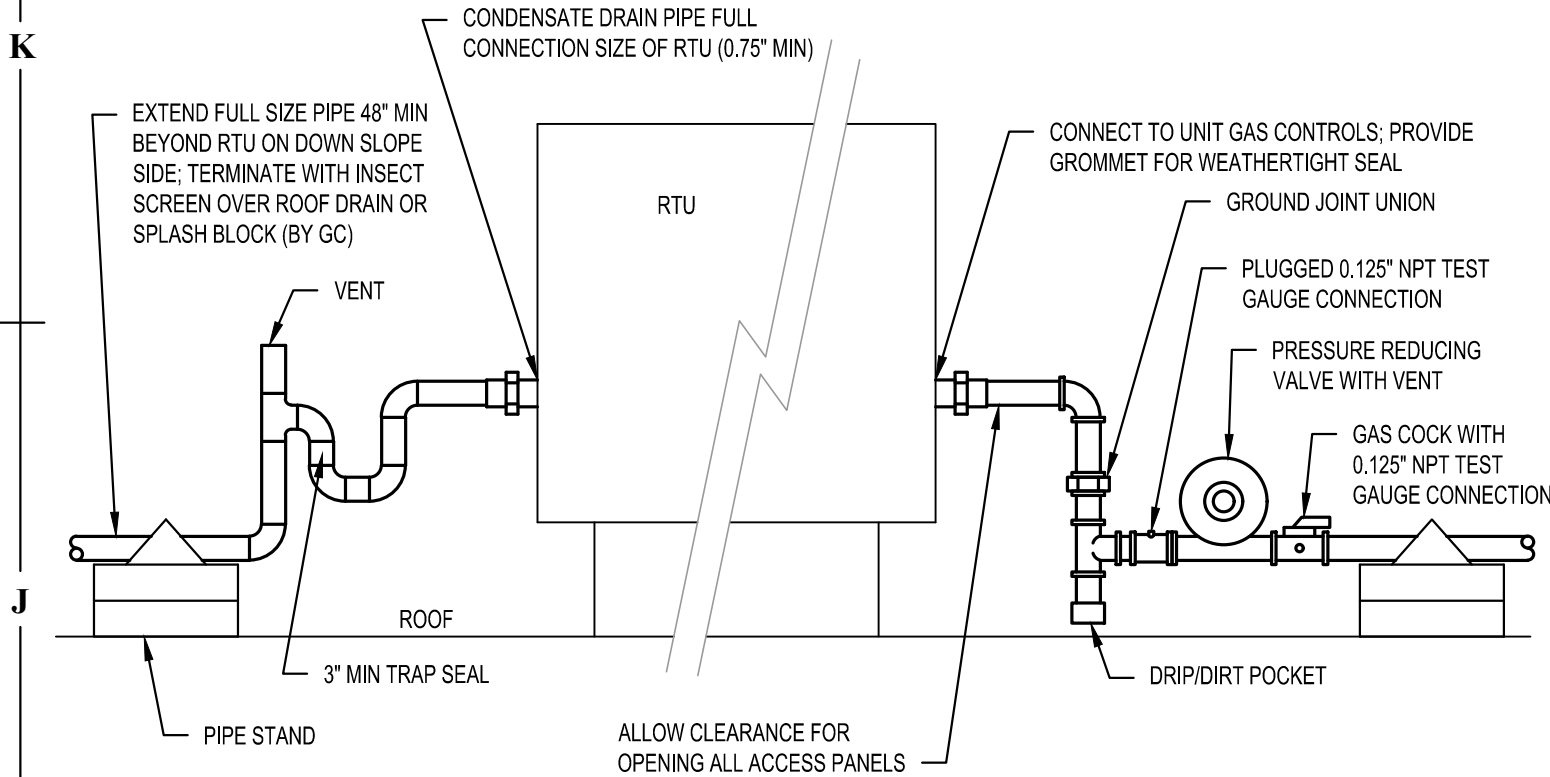 K
CONDENSATE DRAIN PIPE FULL
CONNECTION SIZE OF RTU (0.75" MIN)
EXTEND FULL SIZE PIPE 48" MIN
BEYOND RTU ON DOWN SLOPE
SIDE; TERMINATE WITH INSECT
SCREEN OVER ROOF DRAIN OR
SPLASH BLOCK (BY GC)
VENT
RTU
CONNECT TO UNIT GAS CONTROLS; PROVIDE
GROMMET FOR WEATHERTIGHT SEAL
GROUND JOINT UNION
PLUGGED 0.125" NPT TEST
GAUGE CONNECTION
PRESSURE REDUCING
VALVE WITH VENT
GAS COCK WITH
0.125" NPT TEST
GAUGE CONNECTION
J
ROOF
3" MIN TRAP SEAL
PIPE STAND
DRIP/DIRT POCKET
ALLOW CLEARANCE FOR
OPENING ALL ACCESS PANELS